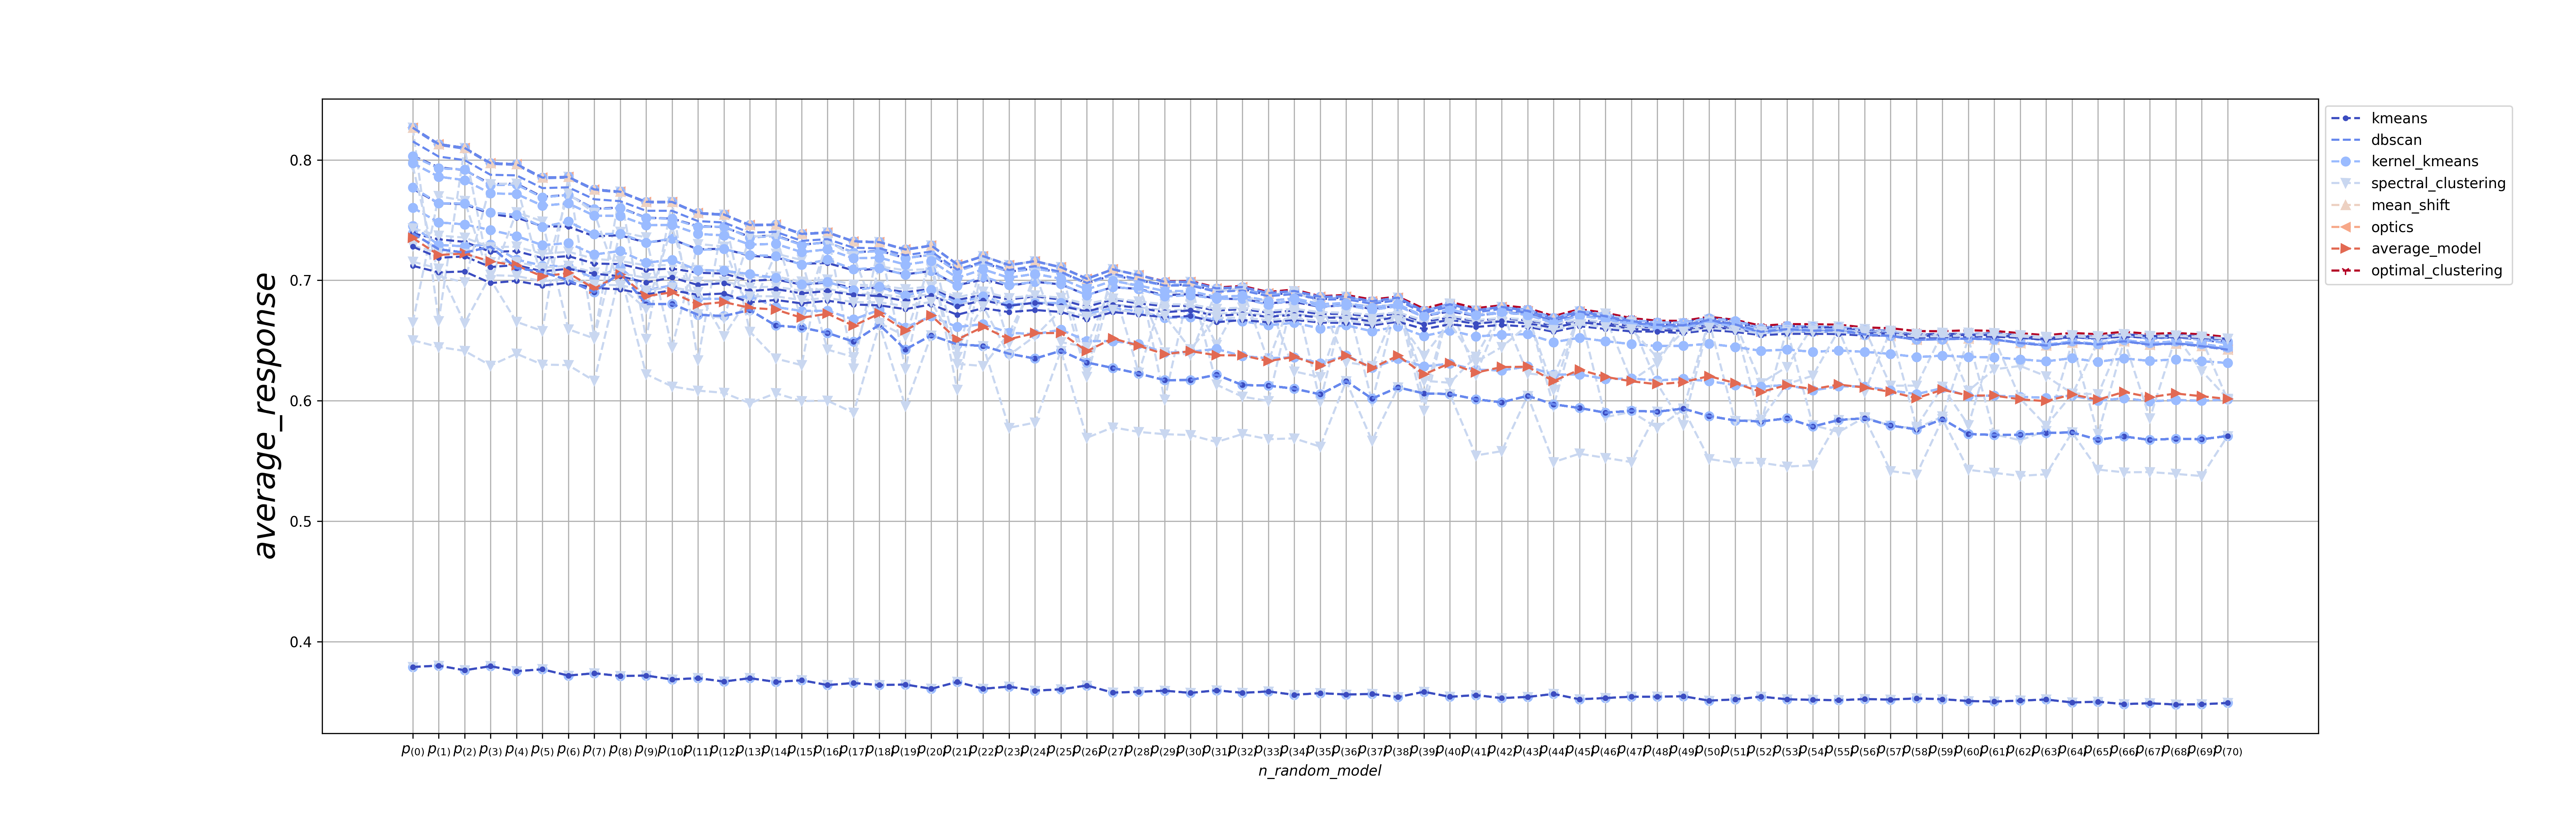 0.8
0.7
0.6
0.5
0.4
average_response
p(0) p(1) p(2) p(3) p(4) p(5) p(6) p(7) p(8) p(9) p(10) p(11) p(12) p(13) p(14) p(15) p(16) p(17) p(18) p(19) p(20) p(21) p(22) p(23) p(24) p(25) p(26) p(27) p(28) p(29) p(30) p(31) p(32) p(33) p(34) p(35) p(36) p(37) p(38) p(39) p(40) p(41) p(42) p(43) p(44) p(45) p(46) p(47) p(48) p(49) p(50) p(51) p(52) p(53) p(54) p(55) p(56) p(57) p(58) p(59) p(60) p(61) p(62) p(63) p(64) p(65) p(66) p(67) p(68) p(69) p(70)
n_random_model
kmeans
dbscan
kernel_kmeans
spectral_clustering
mean_shift
optics
average_model
optimal_clustering